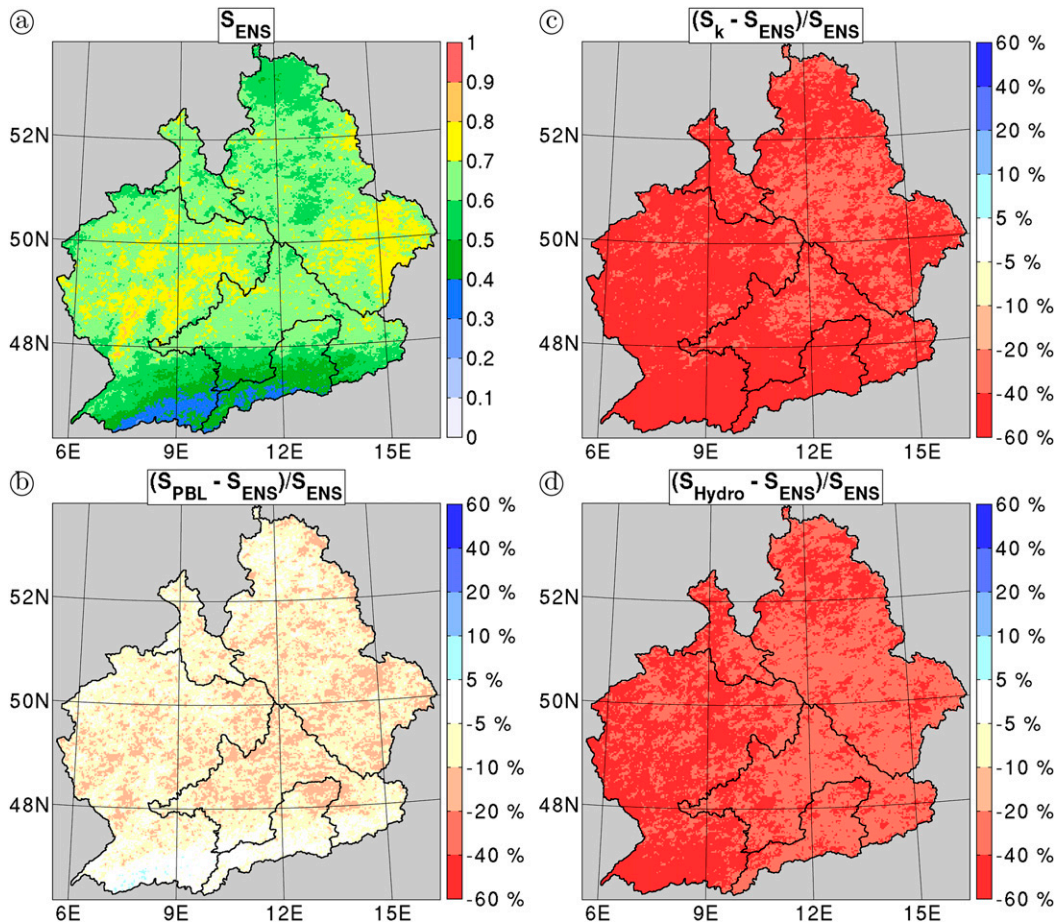 ⓐ
S_ENS
52N
50N
48N
6E 9E 12E 15E
1
0.9
0.8
0.7
0.6
0.5
0.4
0.3
0.2
0.1
0
ⓒ
(S_k - S_ENS)/S_ENS
52N
50N
48N
6E 9E 12E 15E
60 %
40 %
20 %
10 %
5 %
-5 %
-10 %
-20 %
-40 %
-60 %
ⓑ
(S_PBL - S_ENS)/S_ENS
52N
50N
48N
6E 9E 12E 15E
60 %
40 %
20 %
10 %
5 %
-5 %
-10 %
-20 %
-40 %
-60 %
ⓓ
(S_Hydro - S_ENS)/S_ENS
52N
50N
48N
6E 9E 12E 15E
60 %
40 %
20 %
10 %
5 %
-5 %
-10 %
-20 %
-40 %
-60 %